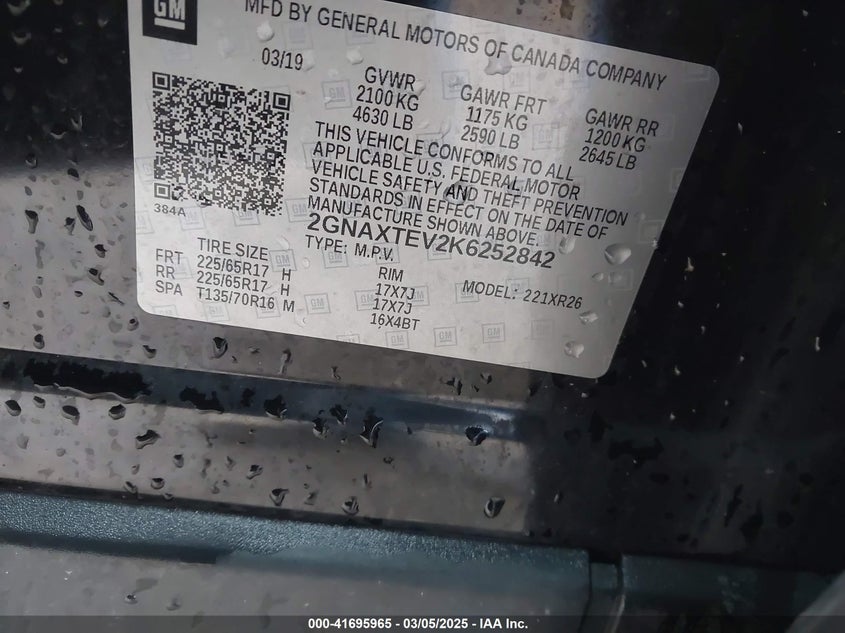 GM
MFD BY GENERAL MOTORS OF CANADA COMPANY
03/19
GVWR
2100 KG
4630 LB
GAWR FRT
1175 KG
2590 LB
GAWR RR
1200 KG
2645 LB
THIS VEHICLE CONFORMS TO ALL
APPLICABLE U.S. FEDERAL MOTOR
VEHICLE SAFETY AND THEFT PREVENTION
STANDARDS IN EFFECT ON THE DATE OF
MANUFACTURE SHOWN ABOVE.
384A
2GNAXTEV2K6252842
TYPE: M.P.V.
MODEL: 221XR26
TIRE SIZE
RIM
FRT 225/65R17 H 17X7J
RR 225/65R17 H 17X7J
SPA T135/70R16 M 16X4BT
000-41695965 - 03/05/2025 - IAA Inc.